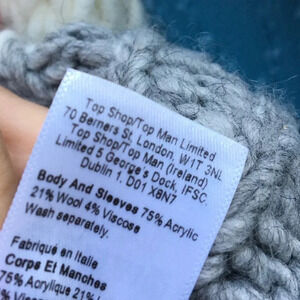 Top Shop/Top Man Limited
70 Berners St. London, W1T 3NL
Top Shop/Top Man (Ireland)
Limited 5 George's Dock, IFSC.
Dublin 1. D01 X8N7
Body And Sleeves 75% Acrylic
21% Wool 4% Viscose
Wash separately.
Fabriqué en Italie
Corps Et Manches
75% Acrylique 21%